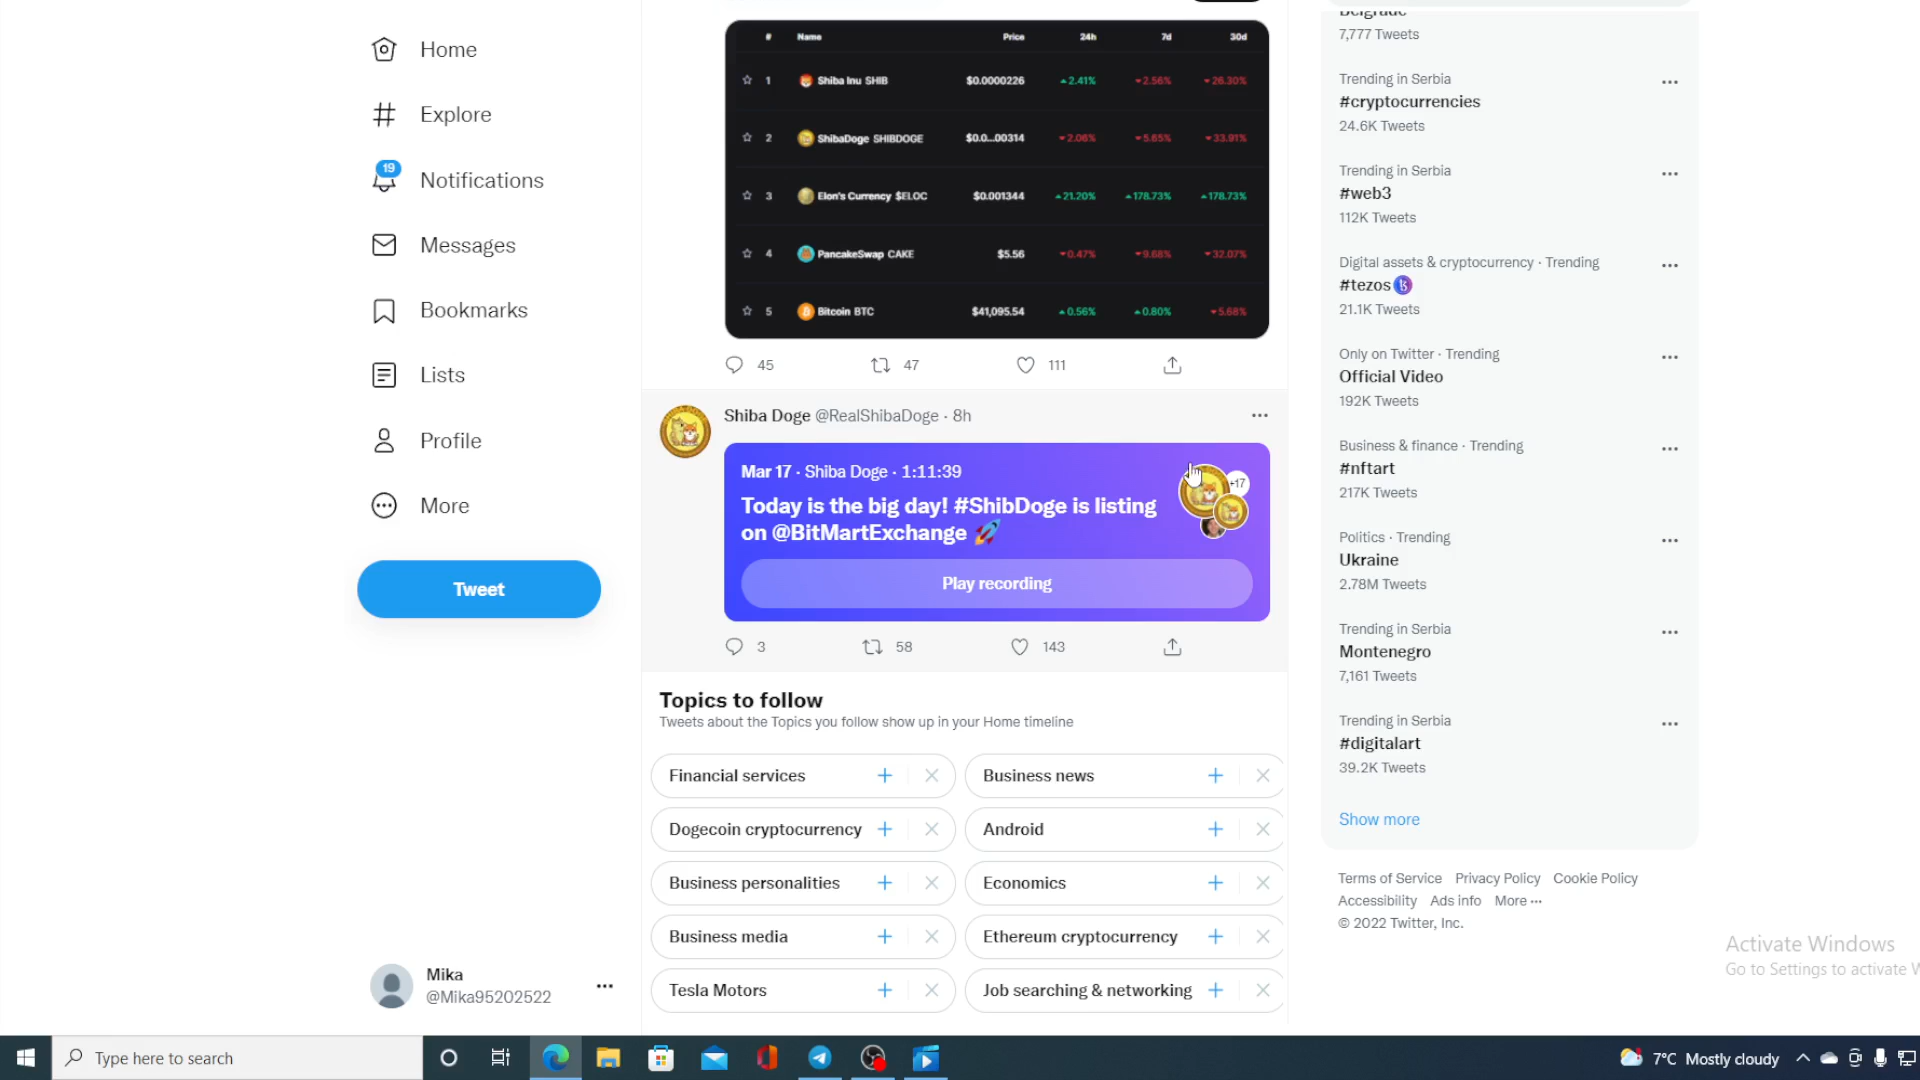 Home
Explore
19
Notifications
Messages
Bookmarks
Lists
Profile
More
Tweet
Mika
@Mika95202522
# Name Price 24h 7d 30d
1 Shiba Inu SHIB $0.0000226 2.41% 2.56% 26.30%
2 ShibaDoge SHIBDOGE $0.0...00314 2.06% 5.65% 33.91%
3 Elon's Currency $ELOC $0.001344 21.20% 178.73% 178.73%
4 PancakeSwap CAKE $5.56 0.47% 9.68% 32.07%
5 Bitcoin BTC $41,095.54 0.56% 0.80% 5.68%
45 47 111
Shiba Doge @RealShibaDoge · 8h
Mar 17 · Shiba Doge · 1:11:39
+17
Today is the big day! #ShibDoge is listing
on @BitMartExchange 🚀
Play recording
3 58 143
Topics to follow
Tweets about the Topics you follow show up in your Home timeline
Financial services
Business news
Dogecoin cryptocurrency
Android
Business personalities
Economics
Business media
Ethereum cryptocurrency
Tesla Motors
Job searching & networking
Belgrade
7,777 Tweets
Trending in Serbia
#cryptocurrencies
24.6K Tweets
Trending in Serbia
#web3
112K Tweets
Digital assets & cryptocurrency · Trending
#tezos
21.1K Tweets
Only on Twitter · Trending
Official Video
192K Tweets
Business & finance · Trending
#nftart
217K Tweets
Politics · Trending
Ukraine
2.78M Tweets
Trending in Serbia
Montenegro
7,161 Tweets
Trending in Serbia
#digitalart
39.2K Tweets
Show more
Terms of Service Privacy Policy Cookie Policy
Accessibility Ads info More ···
© 2022 Twitter, Inc.
Activate Windows
Go to Settings to activate W
Type here to search
7°C Mostly cloudy